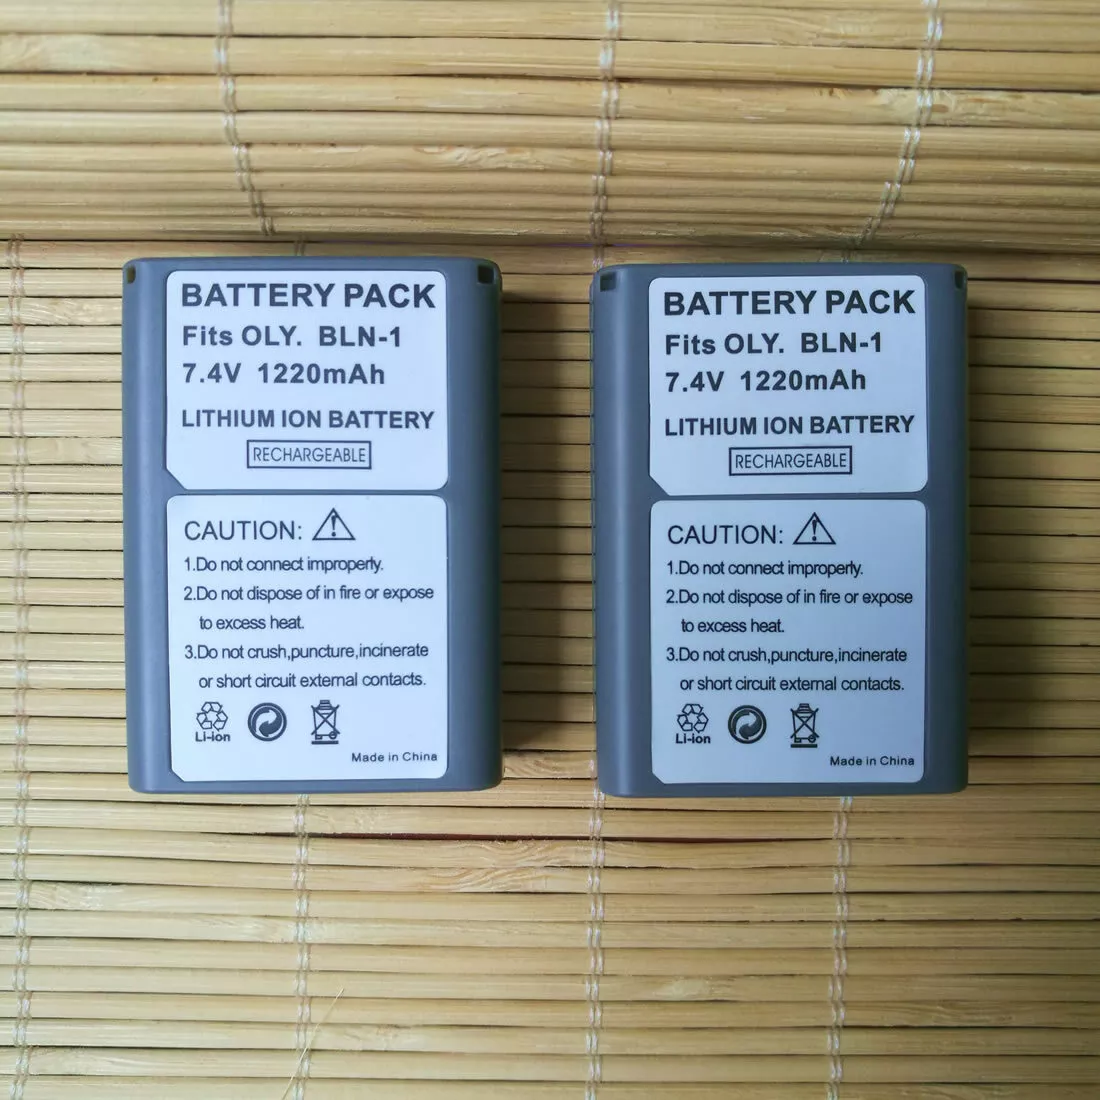 BATTERY PACK
Fits OLY. BLN-1
7.4V 1220mAh
LITHIUM ION BATTERY
RECHARGEABLE
CAUTION:
1.Do not connect improperly.
2.Do not dispose of in fire or expose
to excess heat.
3.Do not crush,puncture,incinerate
or short circuit external contacts.
Li-ion
Made in China
BATTERY PACK
Fits OLY. BLN-1
7.4V 1220mAh
LITHIUM ION BATTERY
RECHARGEABLE
CAUTION:
1.Do not connect improperly.
2.Do not dispose of in fire or expose
to excess heat.
3.Do not crush,puncture,incinerate
or short circuit external contacts.
Li-ion
Made in China